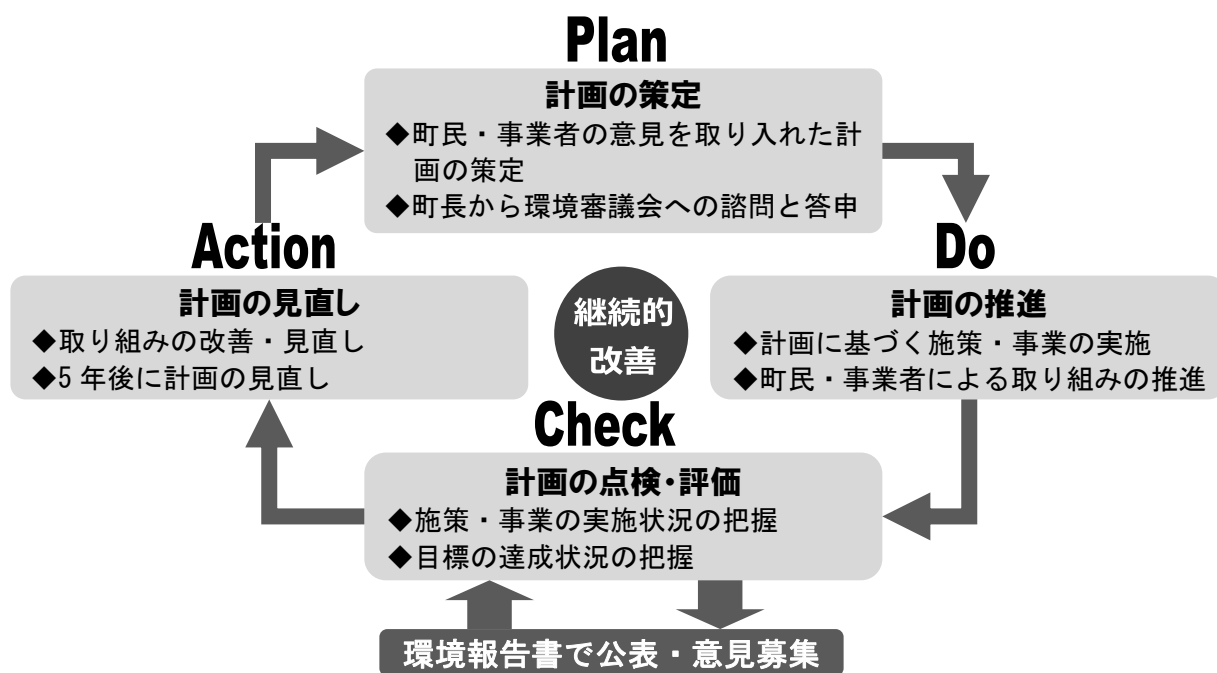 Plan
計画の策定
◆町民・事業者の意見を取り入れた計
画の策定
◆町長から環境審議会への諮問と答申
Action
計画の見直し
◆取り組みの改善・見直し
◆5年後に計画の見直し
継続的
改善
Do
計画の推進
◆計画に基づく施策・事業の実施
◆町民・事業者による取り組みの推進
Check
計画の点検・評価
◆施策・事業の実施状況の把握
◆目標の達成状況の把握
環境報告書で公表・意見募集